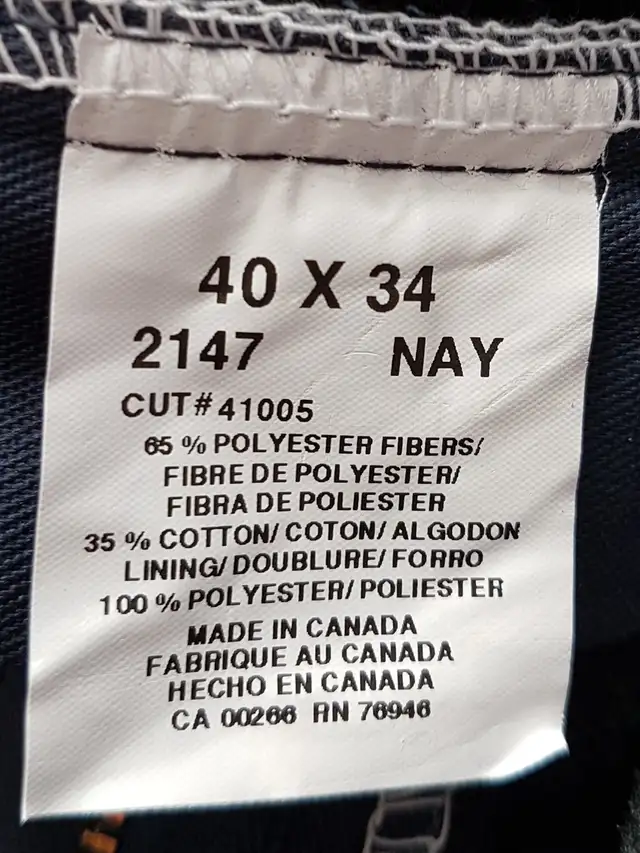 40 X 34
2147 NAY
CUT# 41005
65 % POLYESTER FIBERS/
FIBRE DE POLYESTER/
FIBRA DE POLIESTER
35 % COTTON/ COTON/ ALGODON
LINING/ DOUBLURE/ FORRO
100 % POLYESTER/ POLIESTER
MADE IN CANADA
FABRIQUE AU CANADA
HECHO EN CANADA
CA 00266 RN 76946